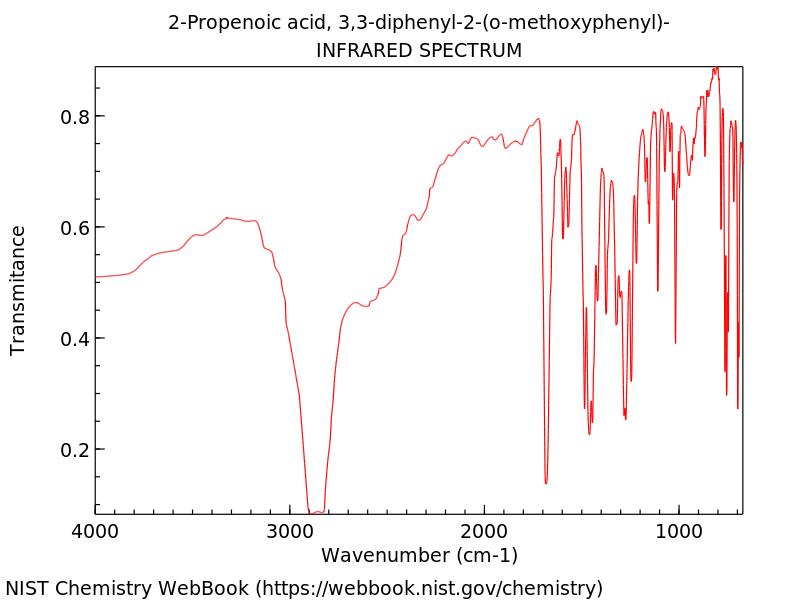 2-Propenoic acid, 3,3-diphenyl-2-(o-methoxyphenyl)-
INFRARED SPECTRUM
0.8
0.6
0.4
0.2
Transmitance
4000 3000 2000 1000
Wavenumber (cm-1)
NIST Chemistry WebBook (https://webbook.nist.gov/chemistry)